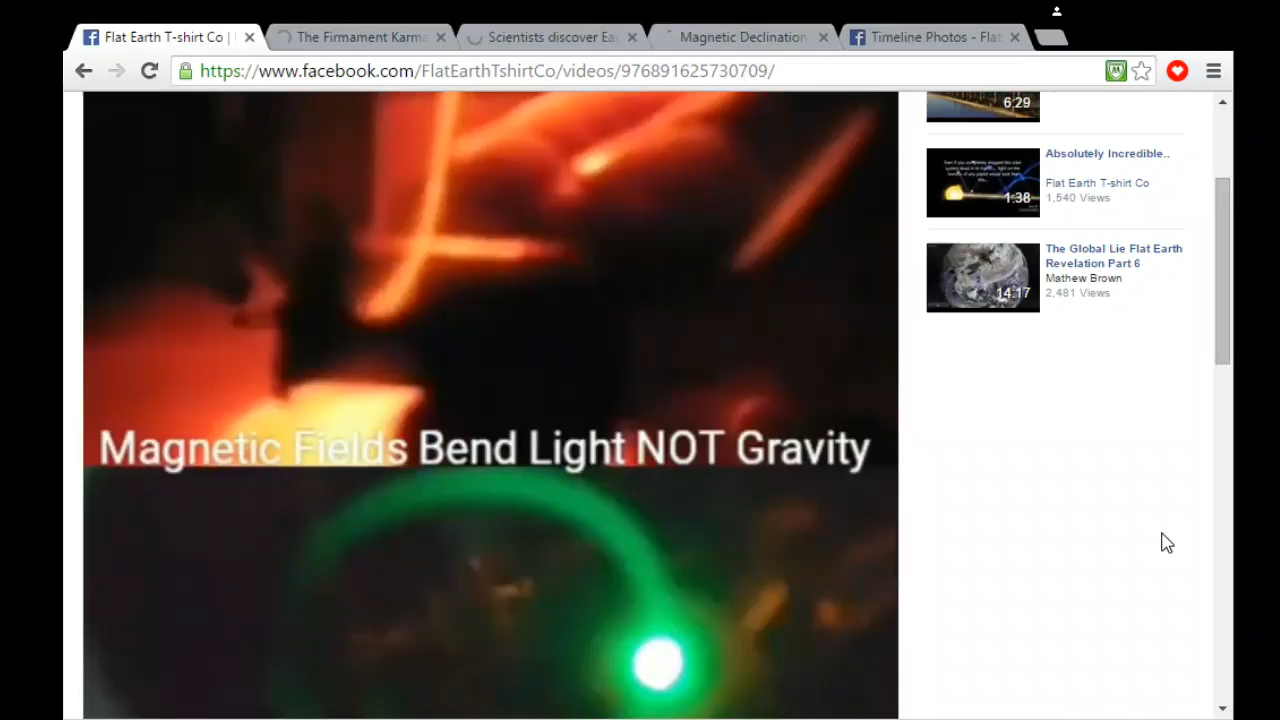 Flat Earth T-shirt Co |
The Firmament Karma
Scientists discover Ea
Magnetic Declination
Timeline Photos - Flat
https://www.facebook.com/FlatEarthTshirtCo/videos/976891625730709/
6:29
Absolutely Incredible..
Flat Earth T-shirt Co
1,540 Views
1:38
The Global Lie Flat Earth
Revelation Part 6
Mathew Brown
2,481 Views
14:17
Magnetic Fields Bend Light NOT Gravity